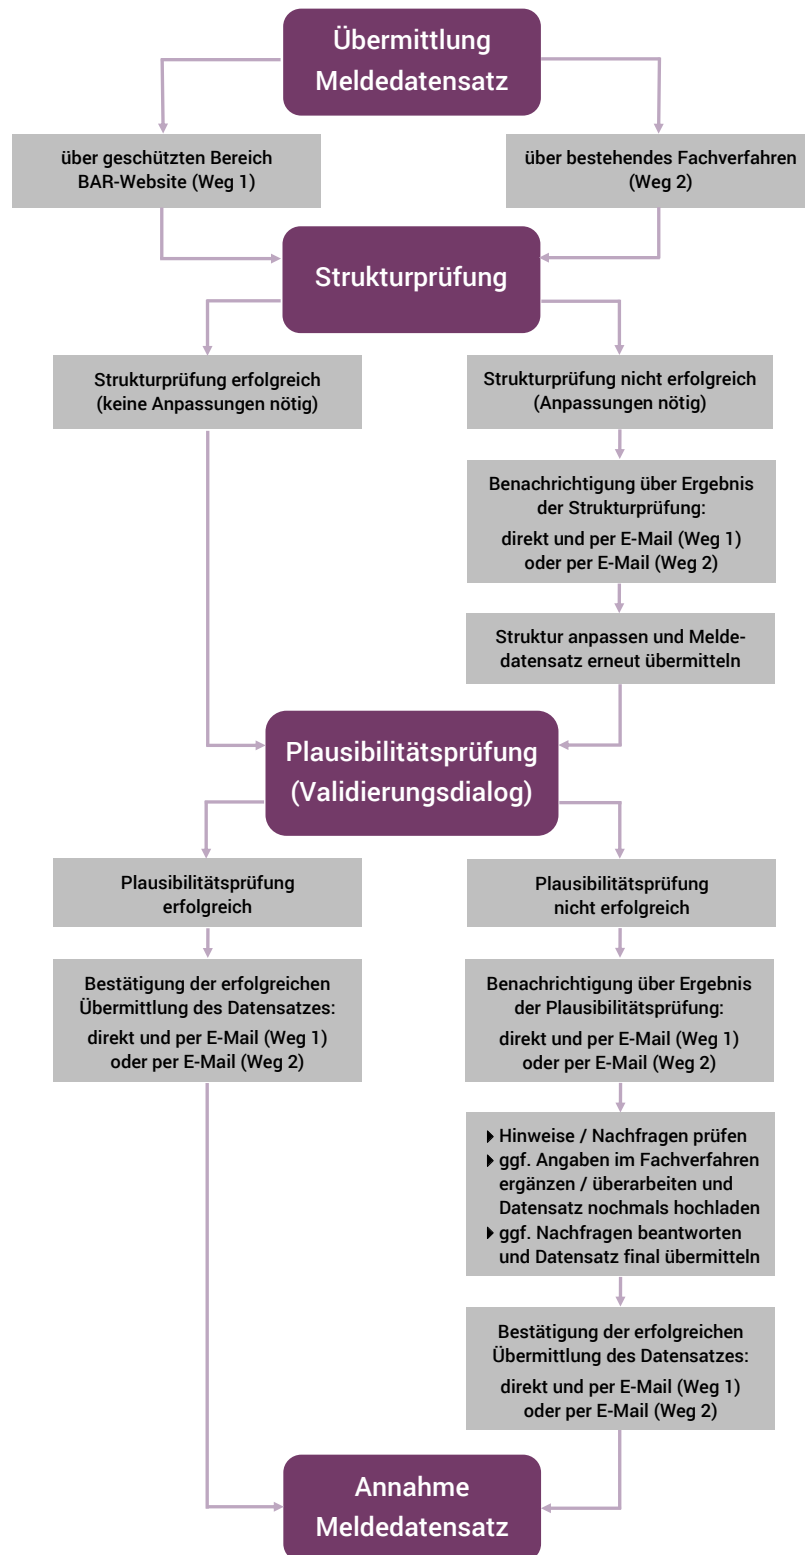 Übermittlung
Meldedatensatz
über geschützten Bereich
BAR-Website (Weg 1)
über bestehendes Fachverfahren
(Weg 2)
Strukturprüfung
Strukturprüfung erfolgreich
(keine Anpassungen nötig)
Strukturprüfung nicht erfolgreich
(Anpassungen nötig)
Benachrichtigung über Ergebnis
der Strukturprüfung:
direkt und per E-Mail (Weg 1)
oder per E-Mail (Weg 2)
Struktur anpassen und Melde-
datensatz erneut übermitteln
Plausibilitätsprüfung
(Validierungsdialog)
Plausibilitätsprüfung
erfolgreich
Bestätigung der erfolgreichen
Übermittlung des Datensatzes:
direkt und per E-Mail (Weg 1)
oder per E-Mail (Weg 2)
Plausibilitätsprüfung
nicht erfolgreich
Benachrichtigung über Ergebnis
der Plausibilitätsprüfung:
direkt und per E-Mail (Weg 1)
oder per E-Mail (Weg 2)
Hinweise / Nachfragen prüfen
ggf. Angaben im Fachverfahren
ergänzen / überarbeiten und
Datensatz nochmals hochladen
ggf. Nachfragen beantworten
und Datensatz final übermitteln
Bestätigung der erfolgreichen
Übermittlung des Datensatzes:
direkt und per E-Mail (Weg 1)
oder per E-Mail (Weg 2)
Annahme
Meldedatensatz